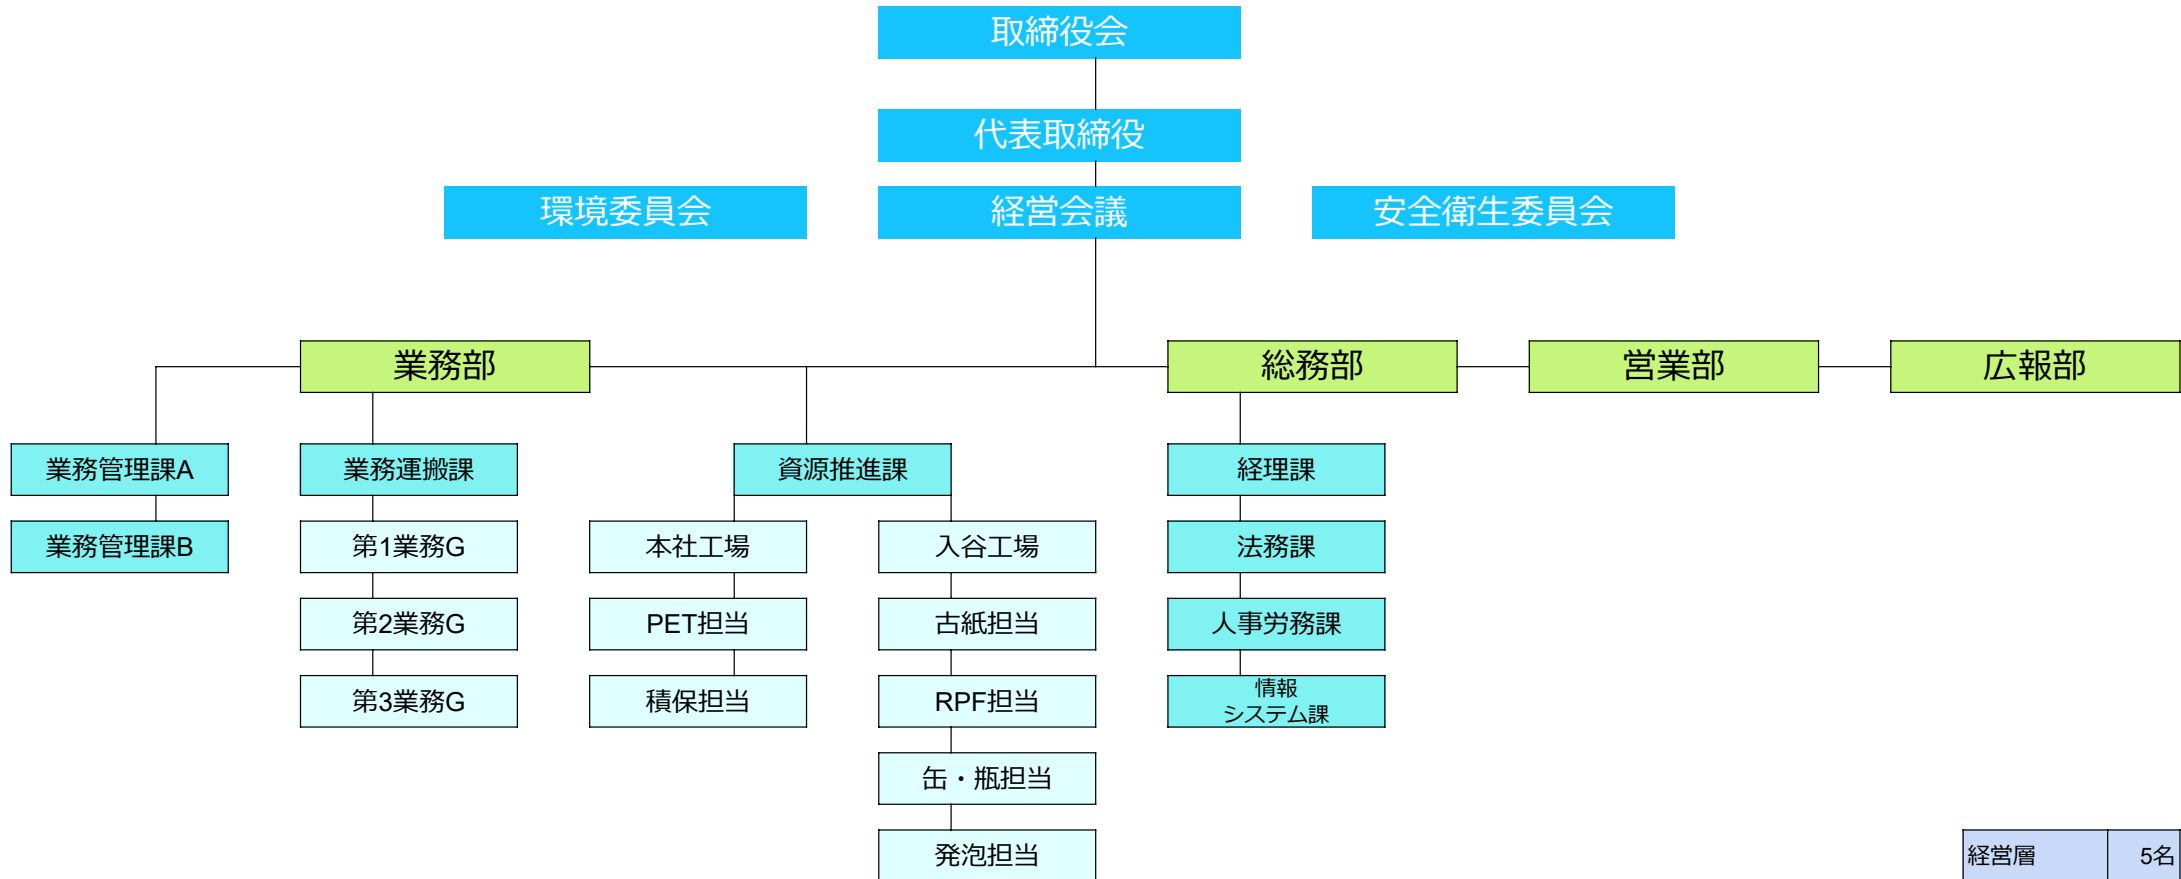 取締役会
代表取締役
環境委員会
経営会議
安全衛生委員会
業務部
総務部
営業部
広報部
業務管理課A
業務運搬課
資源推進課
経理課
業務管理課B
第1業務G
本社工場
入谷工場
法務課
第2業務G
PET担当
古紙担当
人事労務課
第3業務G
積保担当
RPF担当
情報
システム課
缶・瓶担当
発泡担当
経営層 5名